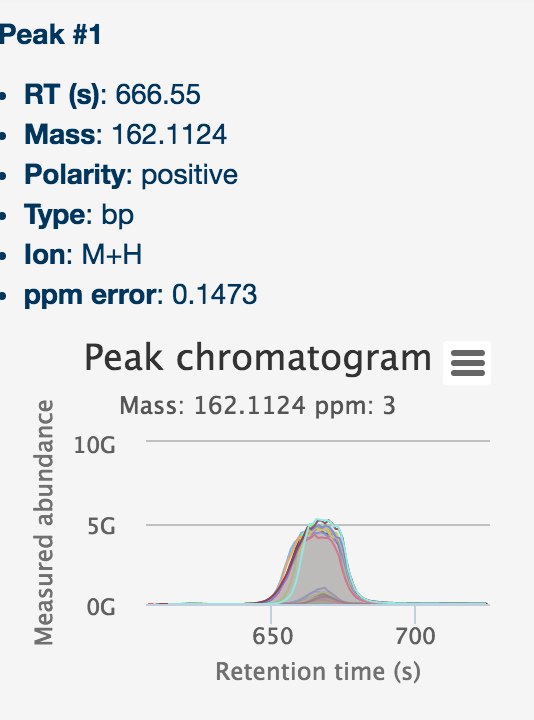 Peak #1
• RT (s): 666.55
• Mass: 162.1124
• Polarity: positive
• Type: bp
• Ion: M+H
• ppm error: 0.1473
Peak chromatogram
Mass: 162.1124 ppm: 3
Measured abundance
10G
5G
0G
650
700
Retention time (s)